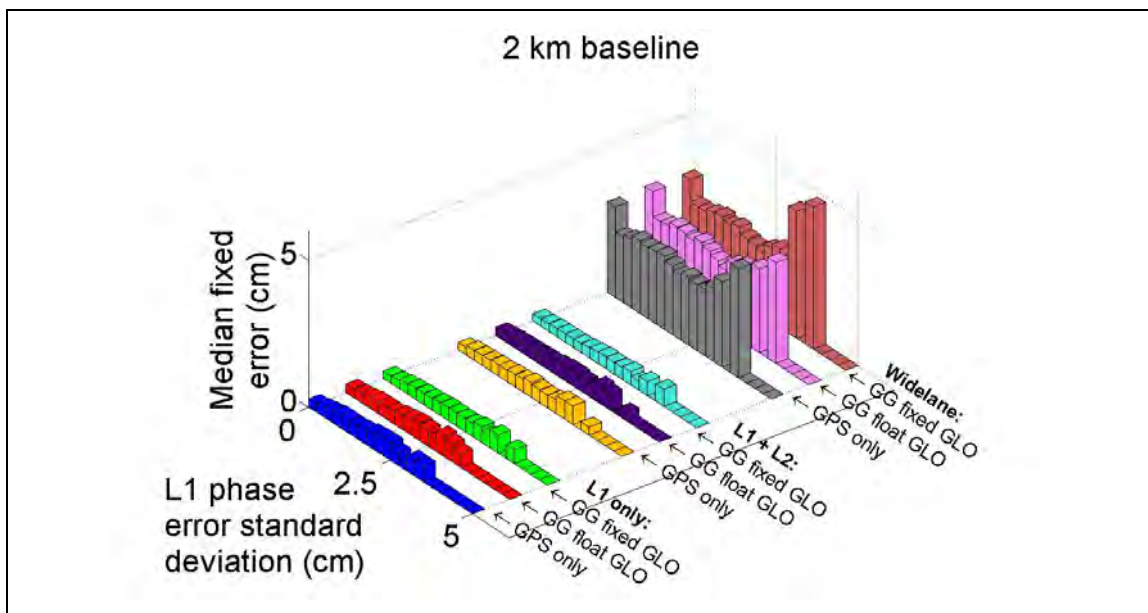 2 km baseline
5
0
Median fixed
error (cm)
0
2.5
5
L1 phase
error standard
deviation (cm)
Widelane:
← GG fixed GLO
← GG float GLO
← GPS only
L1 + L2:
← GG fixed GLO
← GG float GLO
← GPS only
L1 only:
← GG fixed GLO
← GG float GLO
← GPS only